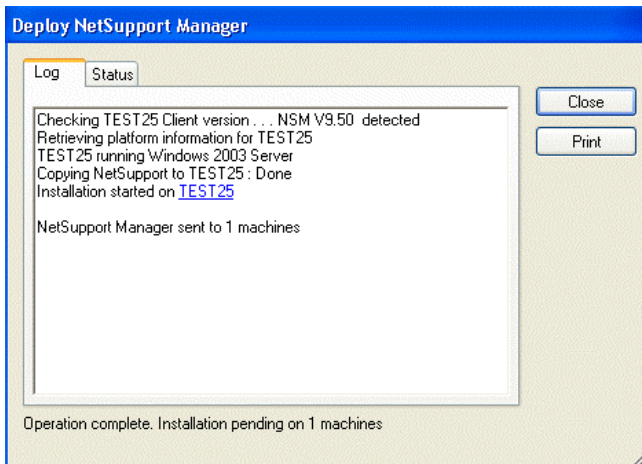 Deploy NetSupport Manager
Log
Status
Checking TEST25 Client version . . . NSM V9.50 detected
Retrieving platform information for TEST25
TEST25 running Windows 2003 Server
Copying NetSupport to TEST25 : Done
Installation started on TEST25
NetSupport Manager sent to 1 machines
Close
Print
Operation complete. Installation pending on 1 machines